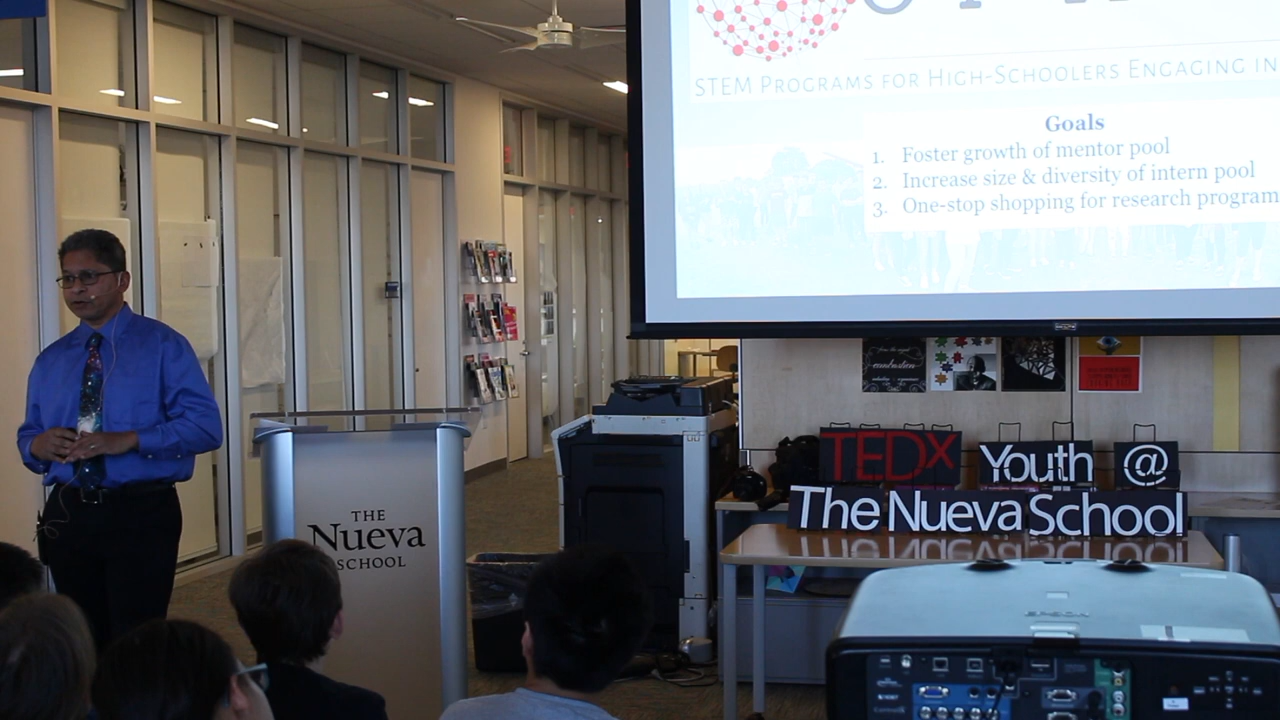 STEM PROGRAMS FOR HIGH-SCHOOLERS ENGAGING IN
Goals
1. Foster growth of mentor pool
2. Increase size & diversity of intern pool
3. One-stop shopping for research program
TEDx Youth @
The Nueva School
THE
Nueva
SCHOOL
EPSON